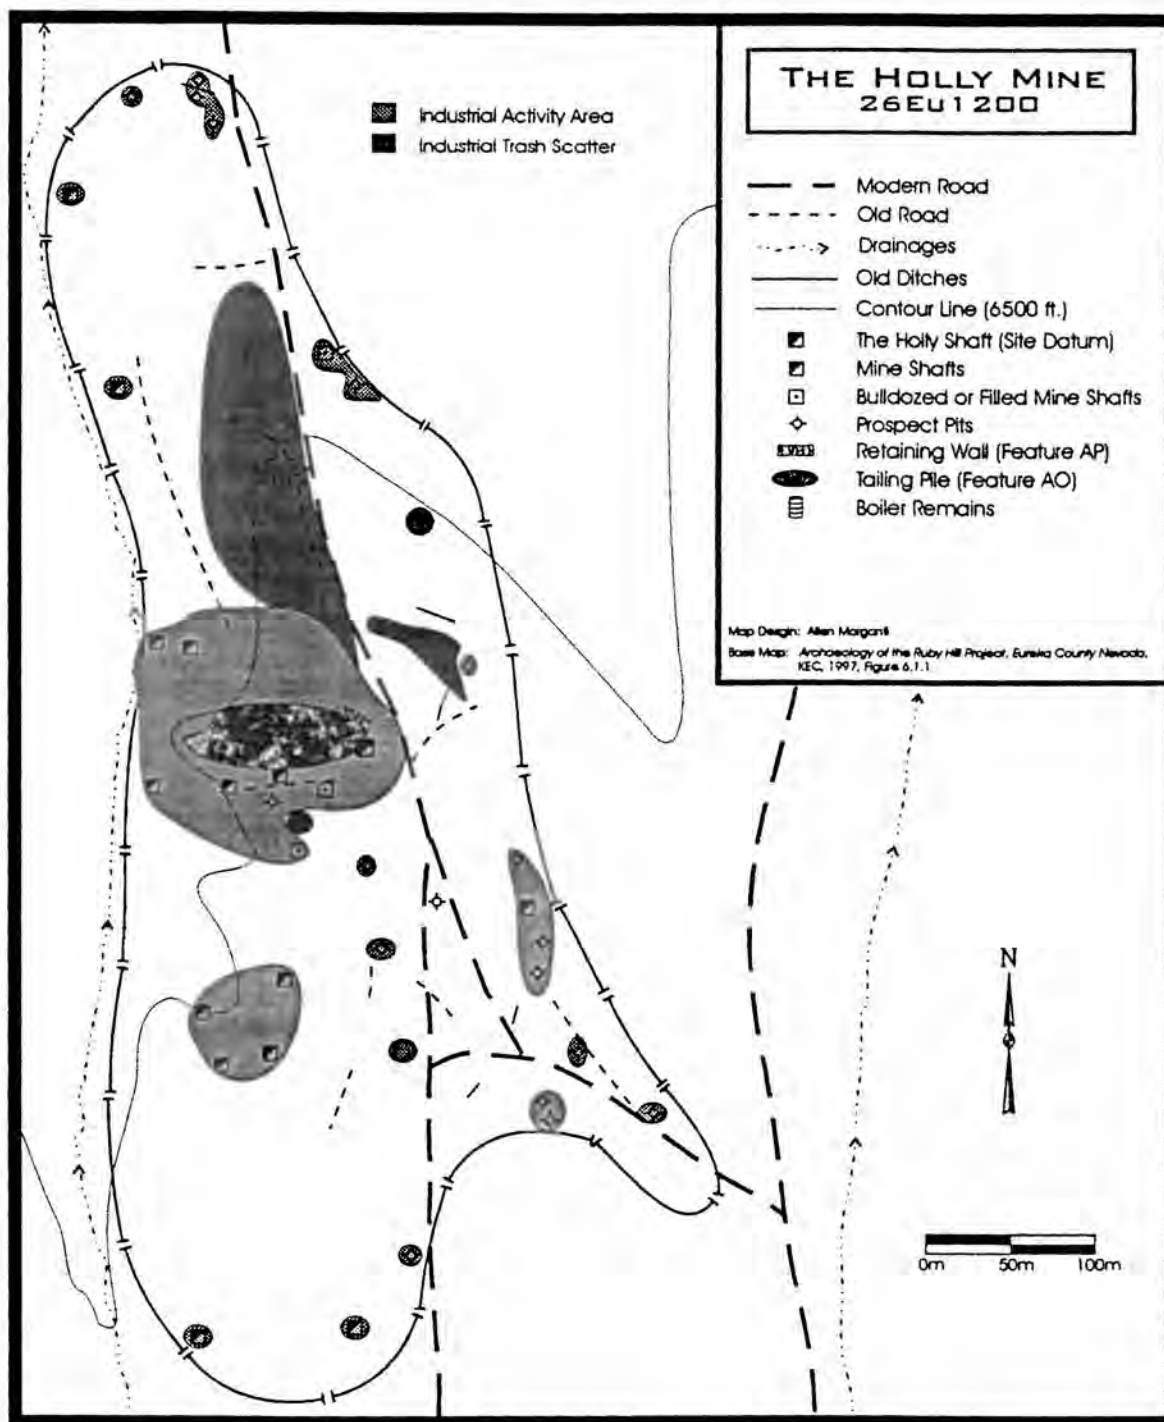 THE HOLLY MINE
26EU1200
Industrial Activity Area
Industrial Trash Scatter
Modern Road
Old Road
Drainages
Old Ditches
Contour Line (6500 ft.)
The Holly Shaft (Site Datum)
Mine Shafts
Bulldozed or Filled Mine Shafts
Prospect Pits
Retaining Wall (Feature AP)
Tailing Pile (Feature AO)
Boiler Remains
Map Design: Allen
Base Map: Archaeology of the Ruby Hill Project, Eureka County Nevada,
KEC, 1997, Figure 6.1.1
N
0m 50m 100m